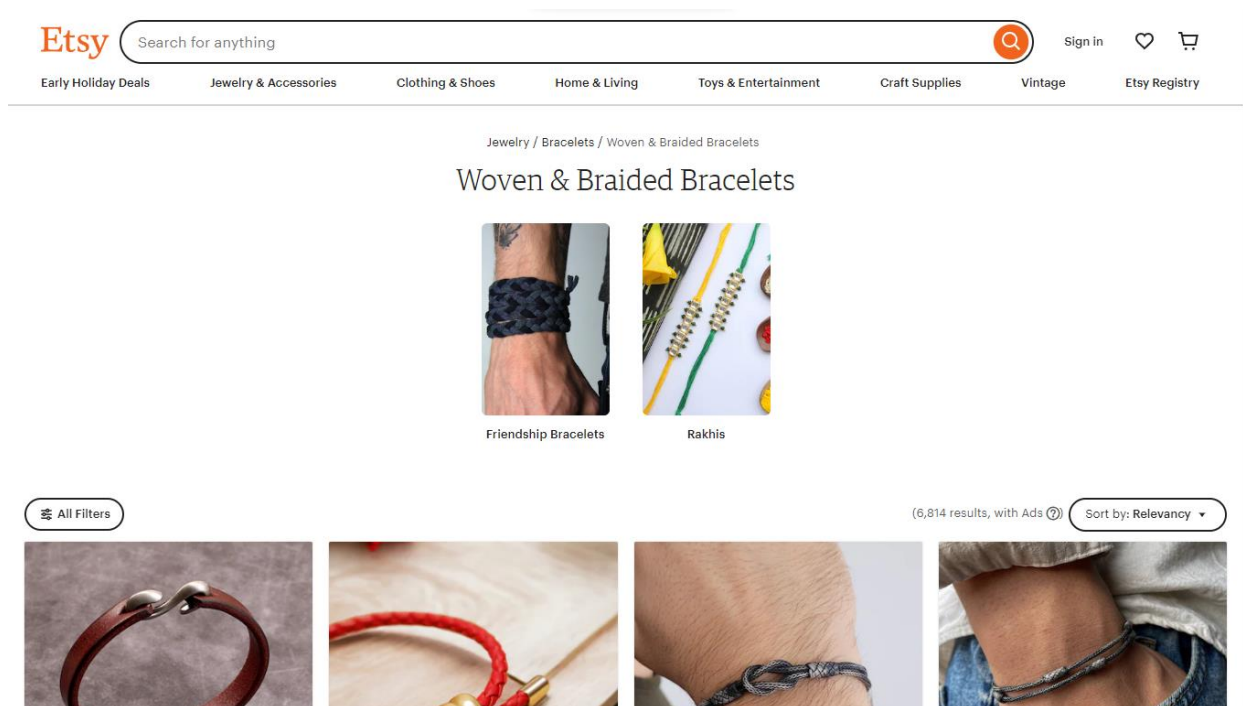 Etsy
Search for anything
Sign in
Early Holiday Deals Jewelry & Accessories Clothing & Shoes Home & Living Toys & Entertainment Craft Supplies Vintage Etsy Registry
Jewelry / Bracelets / Woven & Braided Bracelets
Woven & Braided Bracelets
Friendship Bracelets Rakhis
All Filters (6,814 results, with Ads ?) Sort by: Relevancy